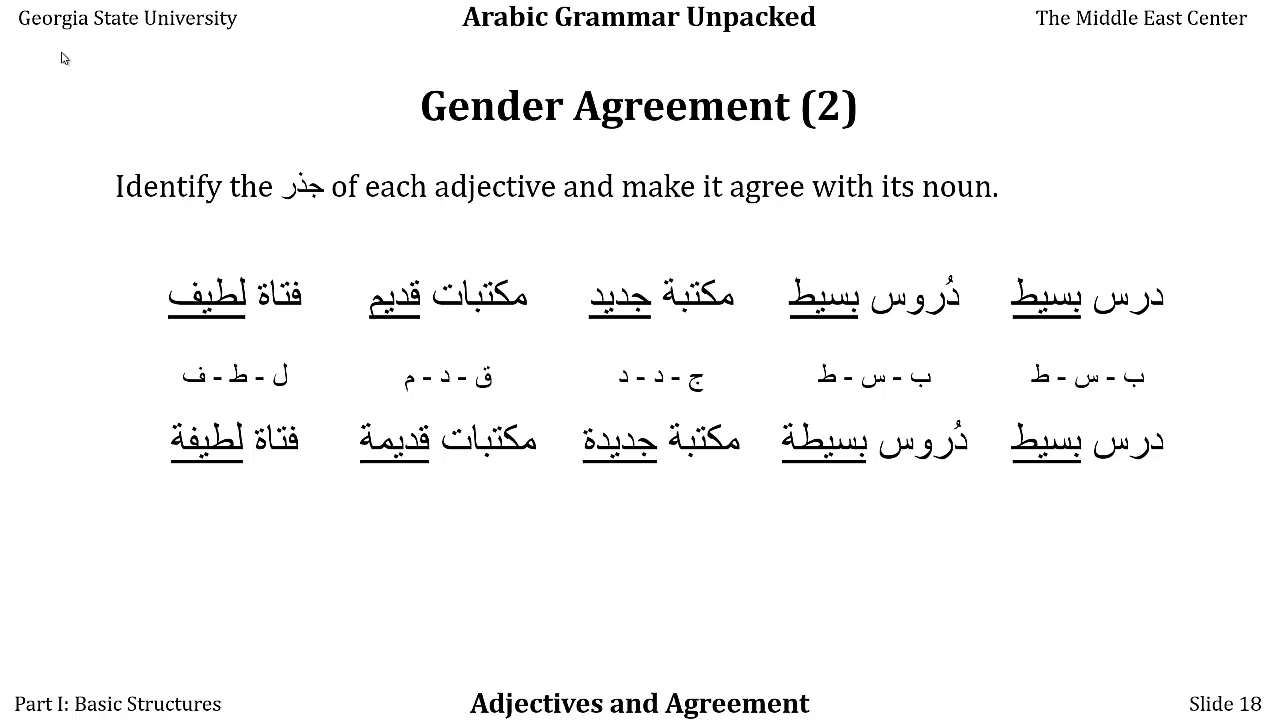 Georgia State University Arabic Grammar Unpacked The Middle East Center
Gender Agreement (2)
Identify the جذر of each adjective and make it agree with its noun.
درس بسيط دُروس بسيط مكتبة جديد مكتبات قديم فتاة لطيف
ب - س - ط ب - س - ط ج - د - د ق - د - م ل - ط - ف
درس بسيط دُروس بسيطة مكتبة جديدة مكتبات قديمة فتاة لطيفة
Part I: Basic Structures Adjectives and Agreement Slide 18